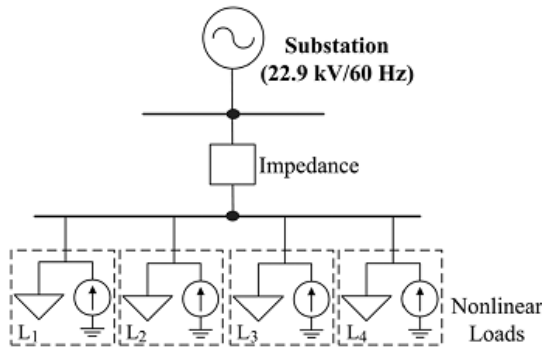 Substation
(22.9 kV/60 Hz)
Impedance
L1 L2 L3 L4
Nonlinear
Loads